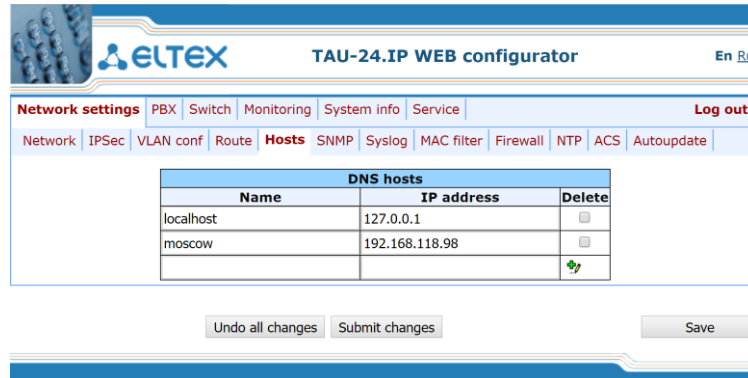 ELTEX TAU-24.IP WEB configurator En
Network settings PBX Switch Monitoring System info Service Log out
Network IPSec VLAN conf Route Hosts SNMP Syslog MAC filter Firewall NTP ACS Autoupdate
DNS hosts
Name IP address Delete
localhost 127.0.0.1
moscow 192.168.118.98
Undo all changes Submit changes Save